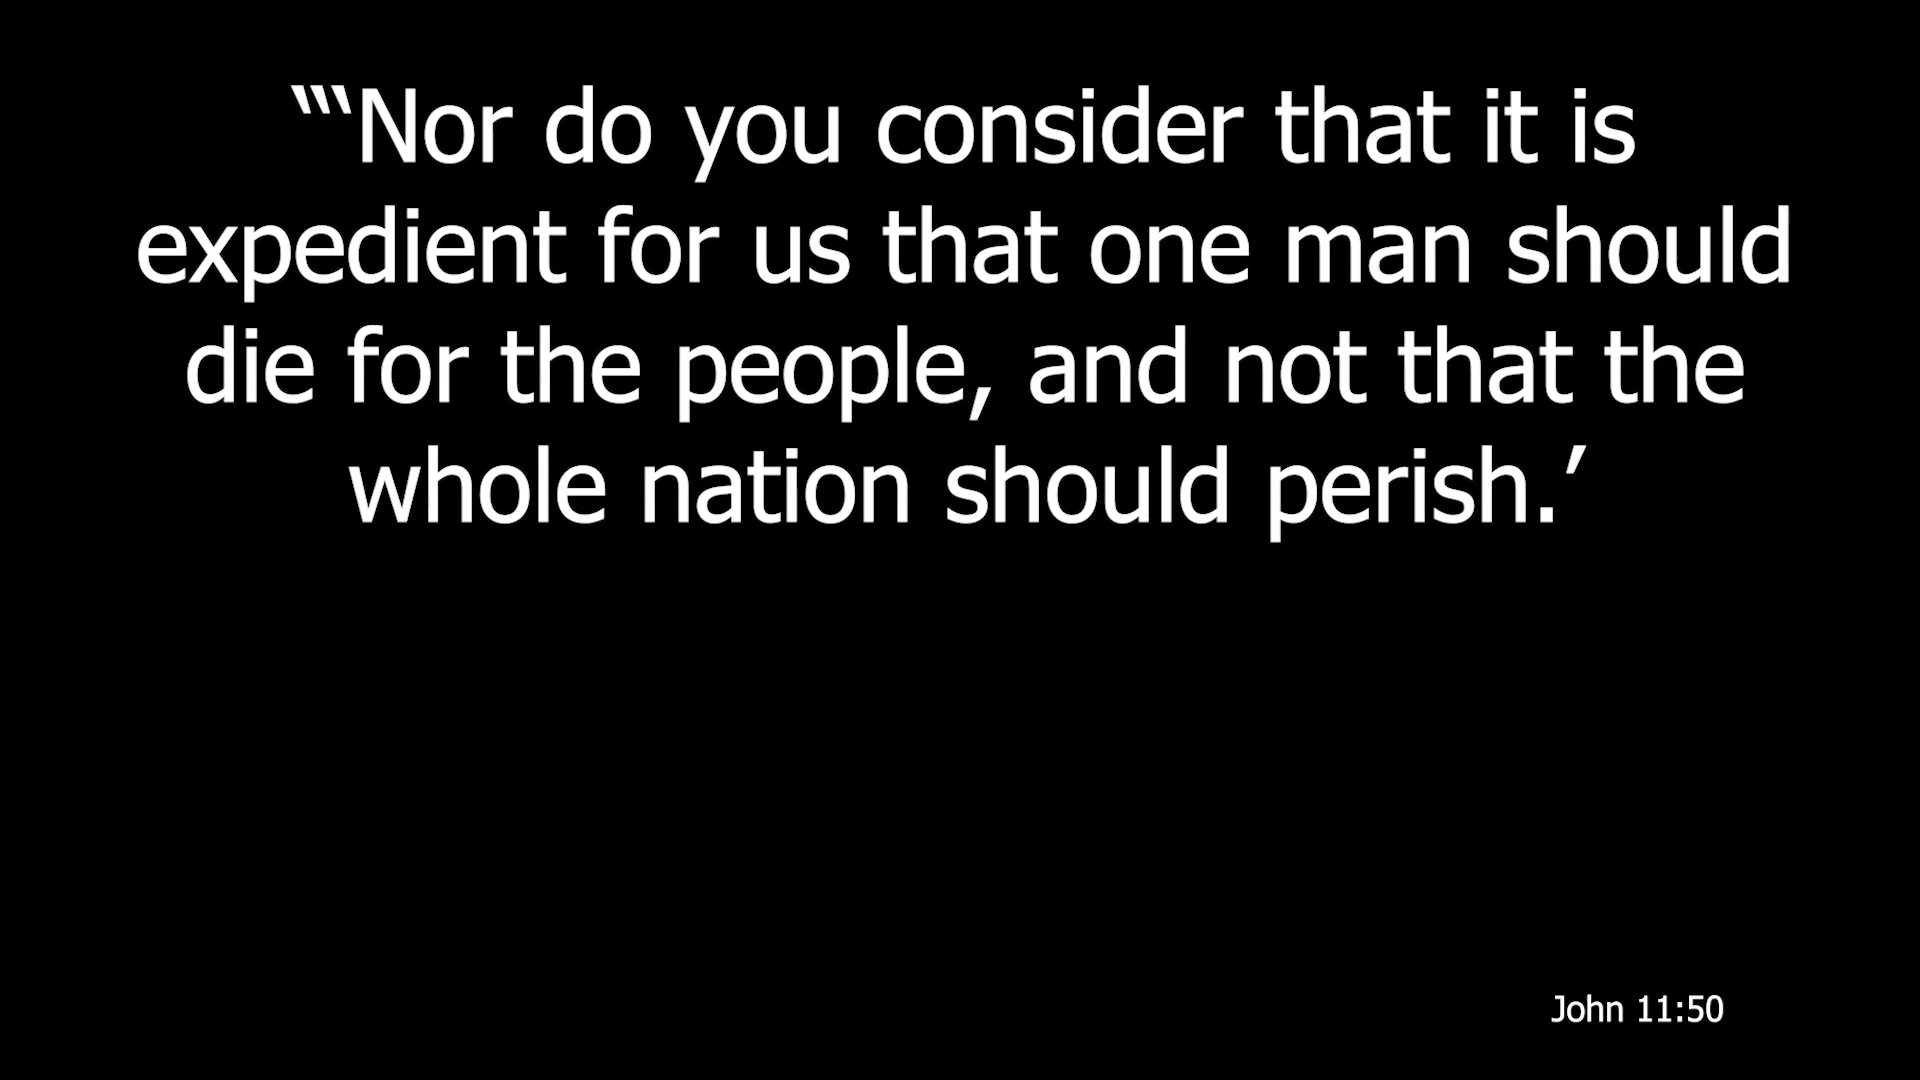 “‘Nor do you consider that it is
expedient for us that one man should
die for the people, and not that the
whole nation should perish.’
John 11:50